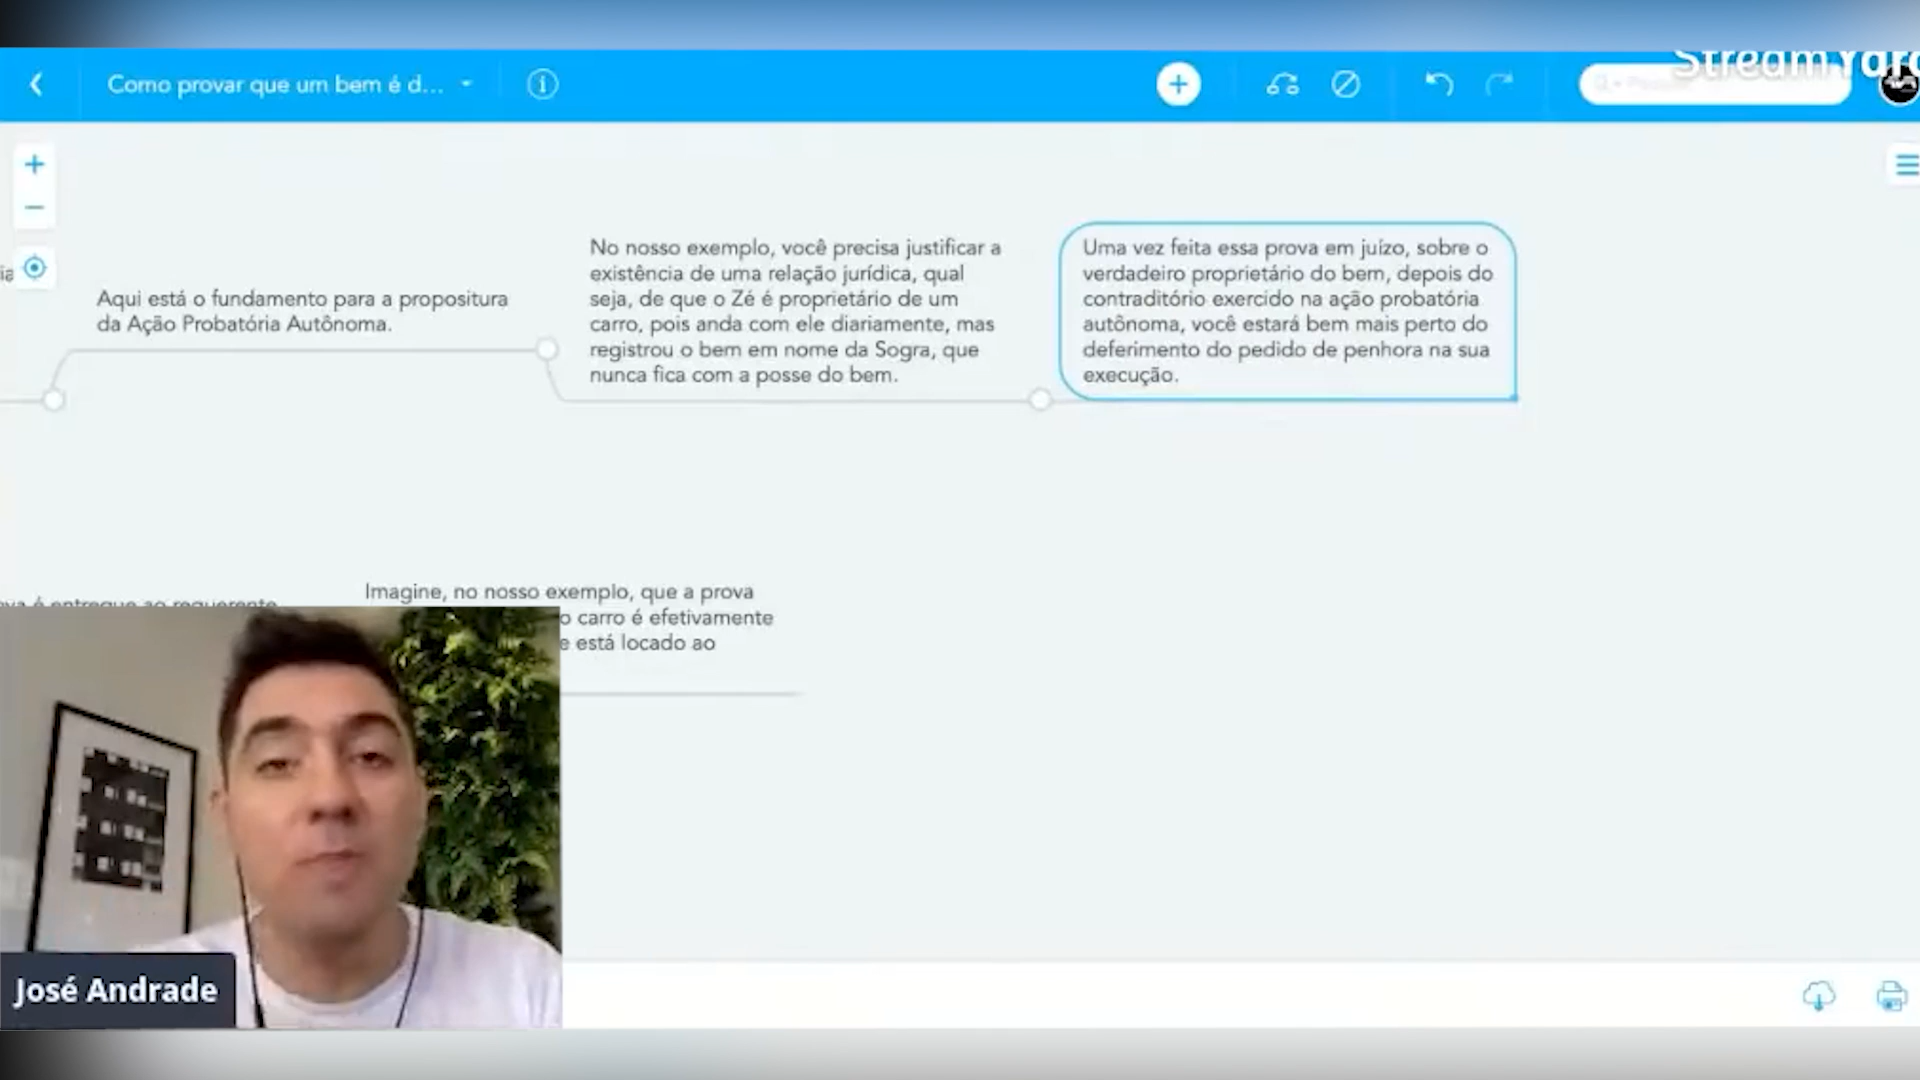 StreamYard
Como provar que um bem é d...
Aqui está o fundamento para a propositura
da Ação Probatória Autônoma.
No nosso exemplo, você precisa justificar a
existência de uma relação jurídica, qual
seja, de que o Zé é proprietário de um
carro, pois anda com ele diariamente, mas
registrou o bem em nome da Sogra, que
nunca fica com a posse do bem.
Uma vez feita essa prova em juízo, sobre o
verdadeiro proprietário do bem, depois do
contraditório exercido na ação probatória
autônoma, você estará bem mais perto do
deferimento do pedido de penhora na sua
execução.
é entregue ao requerente
Imagine, no nosso exemplo, que a prova
o carro é efetivamente
e está locado ao
José Andrade